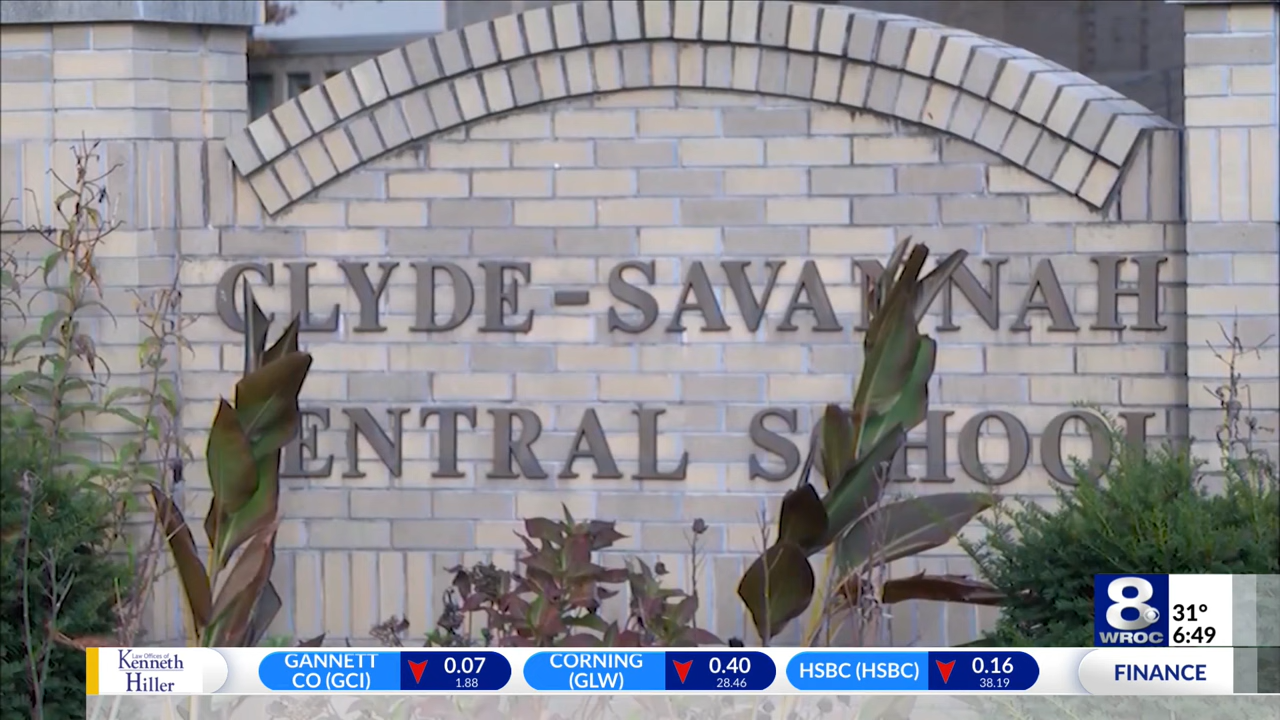 CLYDE-SAVANNAH
CENTRAL SCHOOL
8
WROC
31°
6:49
Law Offices of
Kenneth
Hiller
GANNETT
CO (GCI)
0.07
1.88
CORNING
(GLW)
0.40
28.46
HSBC (HSBC)
0.16
38.19
FINANCE